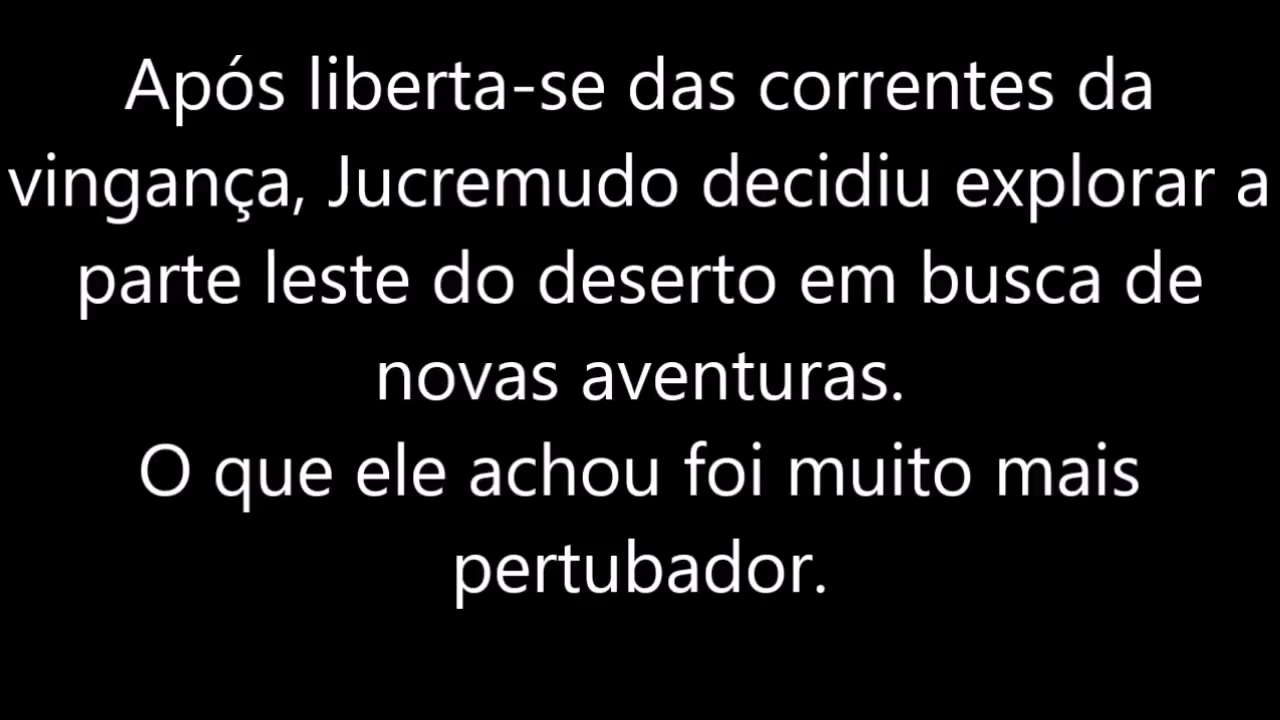 Após liberta-se das correntes da
vingança, Jucremudo decidiu explorar a
parte leste do deserto em busca de
novas aventuras.
O que ele achou foi muito mais
pertubador.